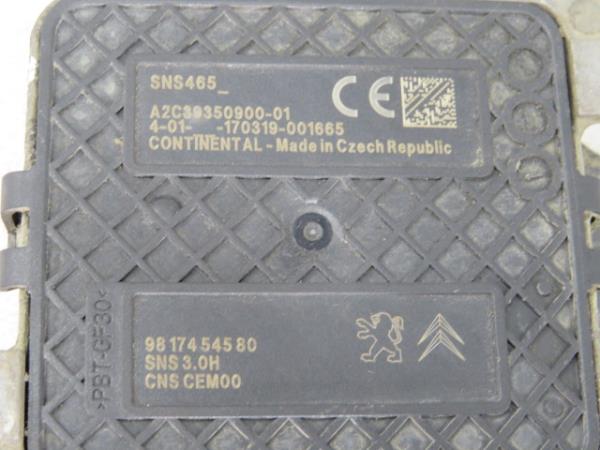 SNS465_
CE
A2C39350900-01
4-01- -170319-001665
CONTINENTAL - Made in Czech Republic
98 174 545 80
SNS 3.0H
CNS CEM00
>PBT-GF30<